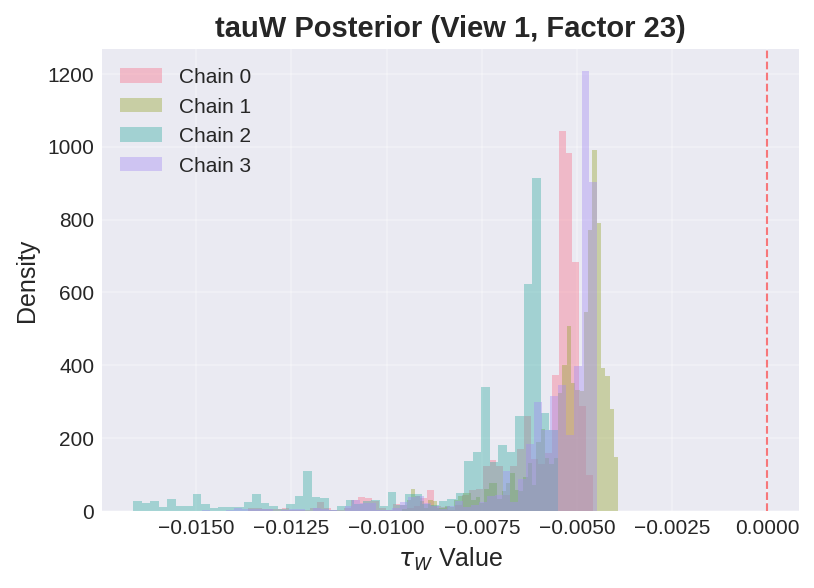 tauW Posterior (View 1, Factor 23)
Chain 0
Chain 1
Chain 2
Chain 3
Density
1200
1000
800
600
400
200
0
−0.0150 −0.0125 −0.0100 −0.0075 −0.0050 −0.0025 0.0000
τ_W Value